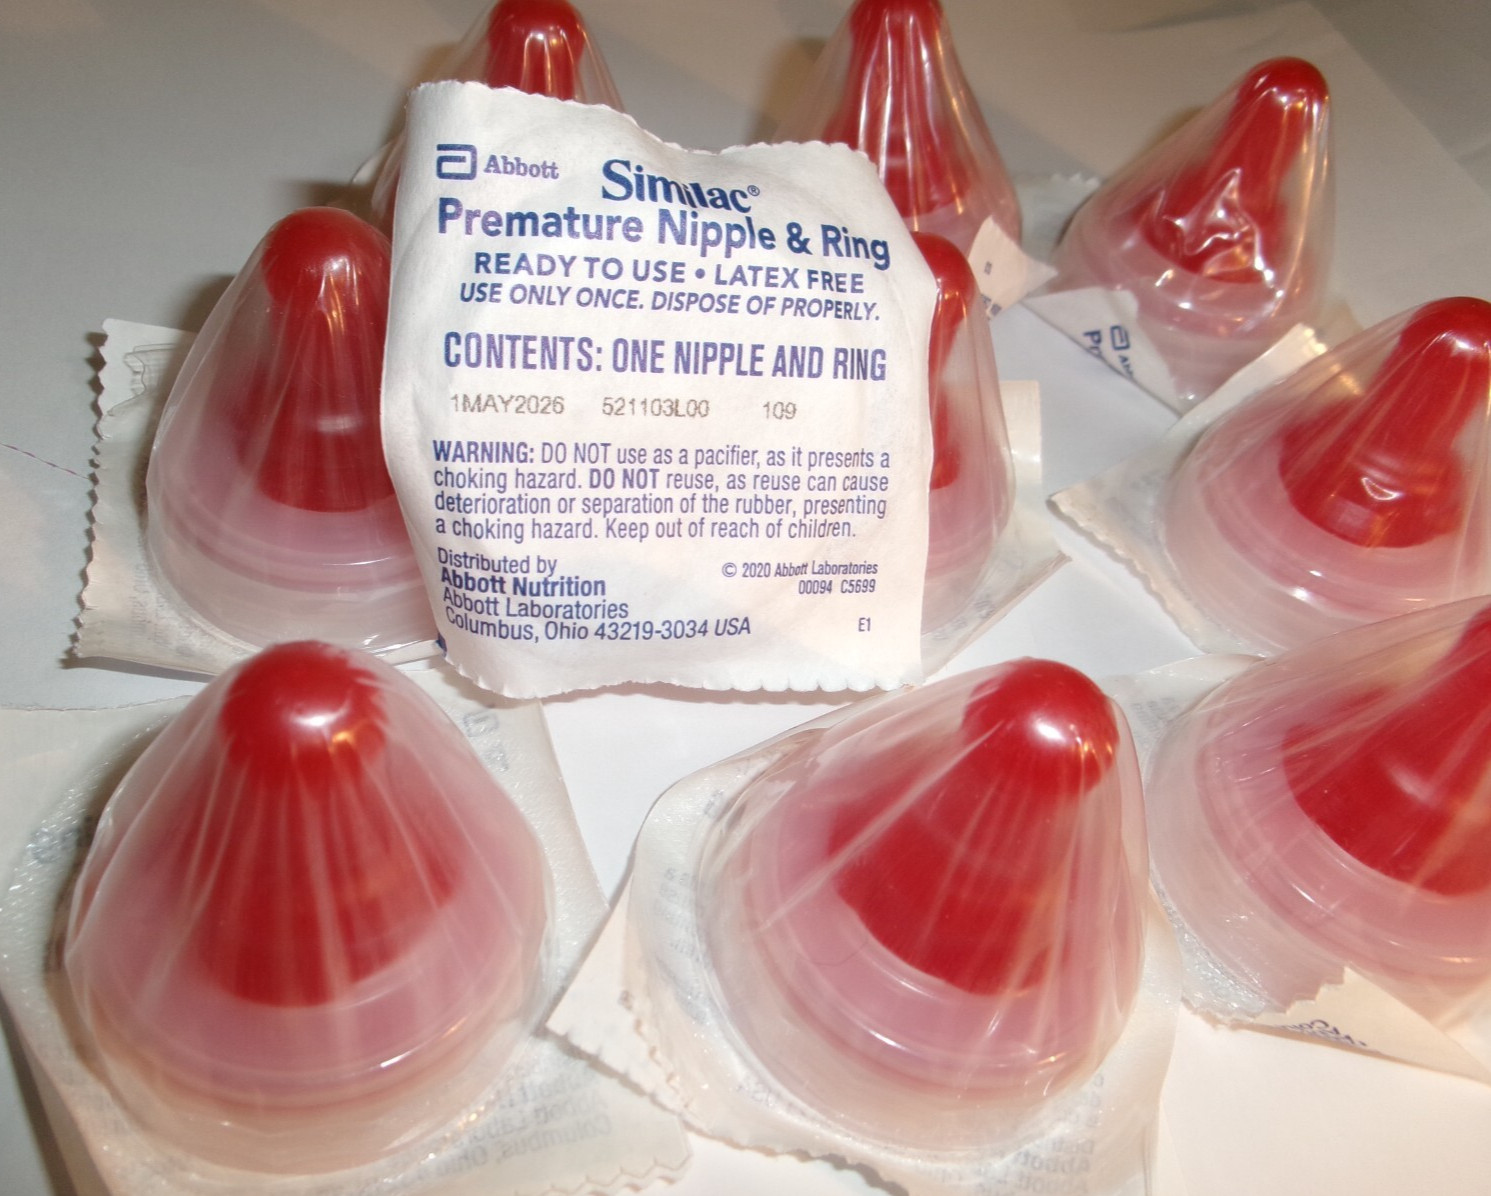 Abbott Similac®
Premature Nipple & Ring
READY TO USE • LATEX FREE
USE ONLY ONCE. DISPOSE OF PROPERLY.
CONTENTS: ONE NIPPLE AND RING
1MAY2026 521103L00 109
WARNING: DO NOT use as a pacifier, as it presents a
choking hazard. DO NOT reuse, as reuse can cause
deterioration or separation of the rubber, presenting
a choking hazard. Keep out of reach of children.
Distributed by
Abbott Nutrition
Abbott Laboratories
Columbus, Ohio 43219-3034 USA
© 2020 Abbott Laboratories
00094 C5699
E1